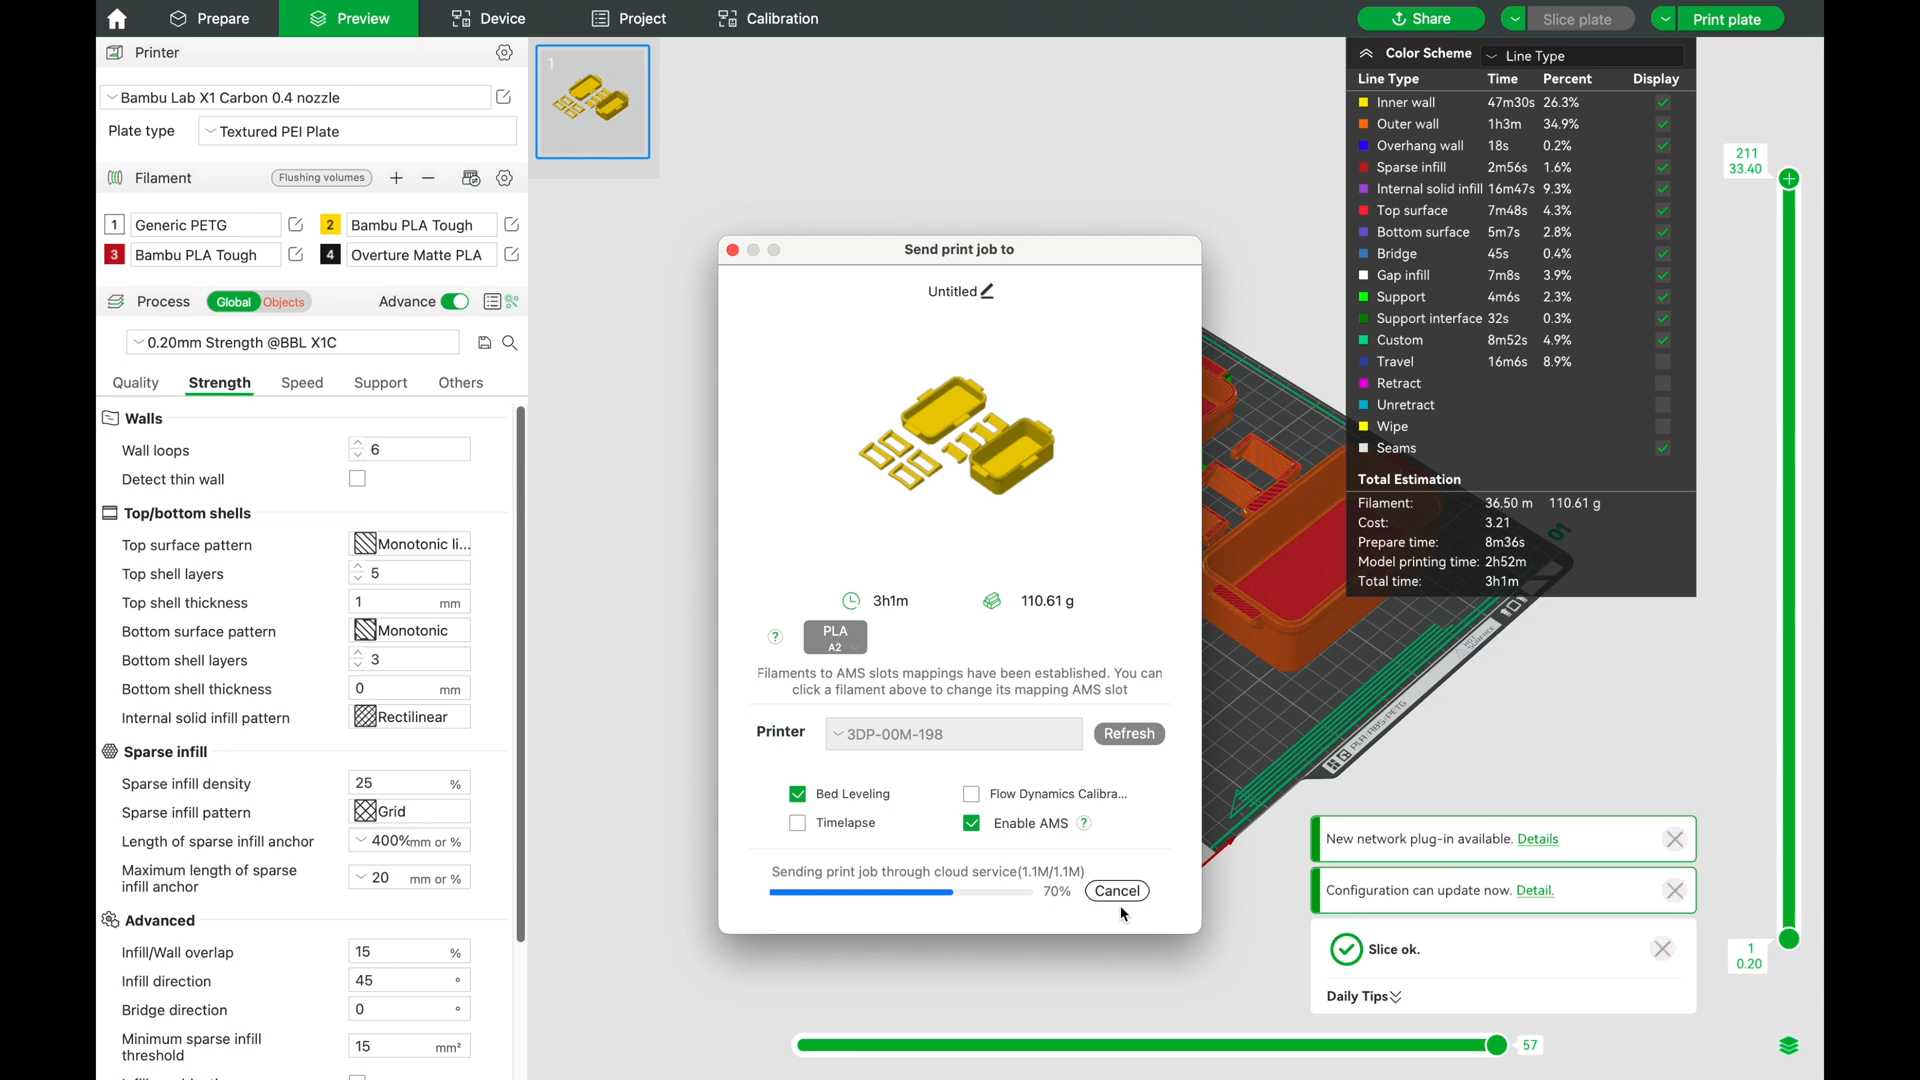 Prepare
Preview
Device
Project
Calibration
Share
Slice plate
Print plate
Printer
Bambu Lab X1 Carbon 0.4 nozzle
Plate type
Textured PEI Plate
Filament
Flushing volumes
1 Generic PETG
2 Bambu PLA Tough
3 Bambu PLA Tough
4 Overture Matte PLA
Process
Global
Objects
Advance
0.20mm Strength @BBL X1C
Quality
Strength
Speed
Support
Others
Walls
Wall loops 6
Detect thin wall
Top/bottom shells
Top surface pattern Monotonic li...
Top shell layers 5
Top shell thickness 1 mm
Bottom surface pattern Monotonic
Bottom shell layers 3
Bottom shell thickness 0 mm
Internal solid infill pattern Rectilinear
Sparse infill
Sparse infill density 25 %
Sparse infill pattern Grid
Length of sparse infill anchor 400% mm or %
Maximum length of sparse
infill anchor
20 mm or %
Advanced
Infill/Wall overlap 15 %
Infill direction 45 °
Bridge direction 0 °
Minimum sparse infill
threshold
15 mm²
1
Send print job to
Untitled
3h1m
110.61 g
?
PLA
A2
Filaments to AMS slots mappings have been established. You can
click a filament above to change its mapping AMS slot
Printer
3DP-00M-198
Refresh
Bed Leveling
Flow Dynamics Calibra...
Timelapse
Enable AMS ?
Sending print job through cloud service(1.1M/1.1M)
70%
Cancel
Color Scheme Line Type
Line Type Time Percent Display
Inner wall 47m30s 26.3%
Outer wall 1h3m 34.9%
Overhang wall 18s 0.2%
Sparse infill 2m56s 1.6%
Internal solid infill 16m47s 9.3%
Top surface 7m48s 4.3%
Bottom surface 5m7s 2.8%
Bridge 45s 0.4%
Gap infill 7m8s 3.9%
Support 4m6s 2.3%
Support interface 32s 0.3%
Custom 8m52s 4.9%
Travel 16m6s 8.9%
Retract
Unretract
Wipe
Seams
Total Estimation
Filament: 36.50 m 110.61 g
Cost: 3.21
Prepare time: 8m36s
Model printing time: 2h52m
Total time: 3h1m
01
PLA/ABS/PETG
HOT
SURFACE
211
33.40
1
0.20
New network plug-in available. Details
Configuration can update now. Detail.
Slice ok.
Daily Tips
57